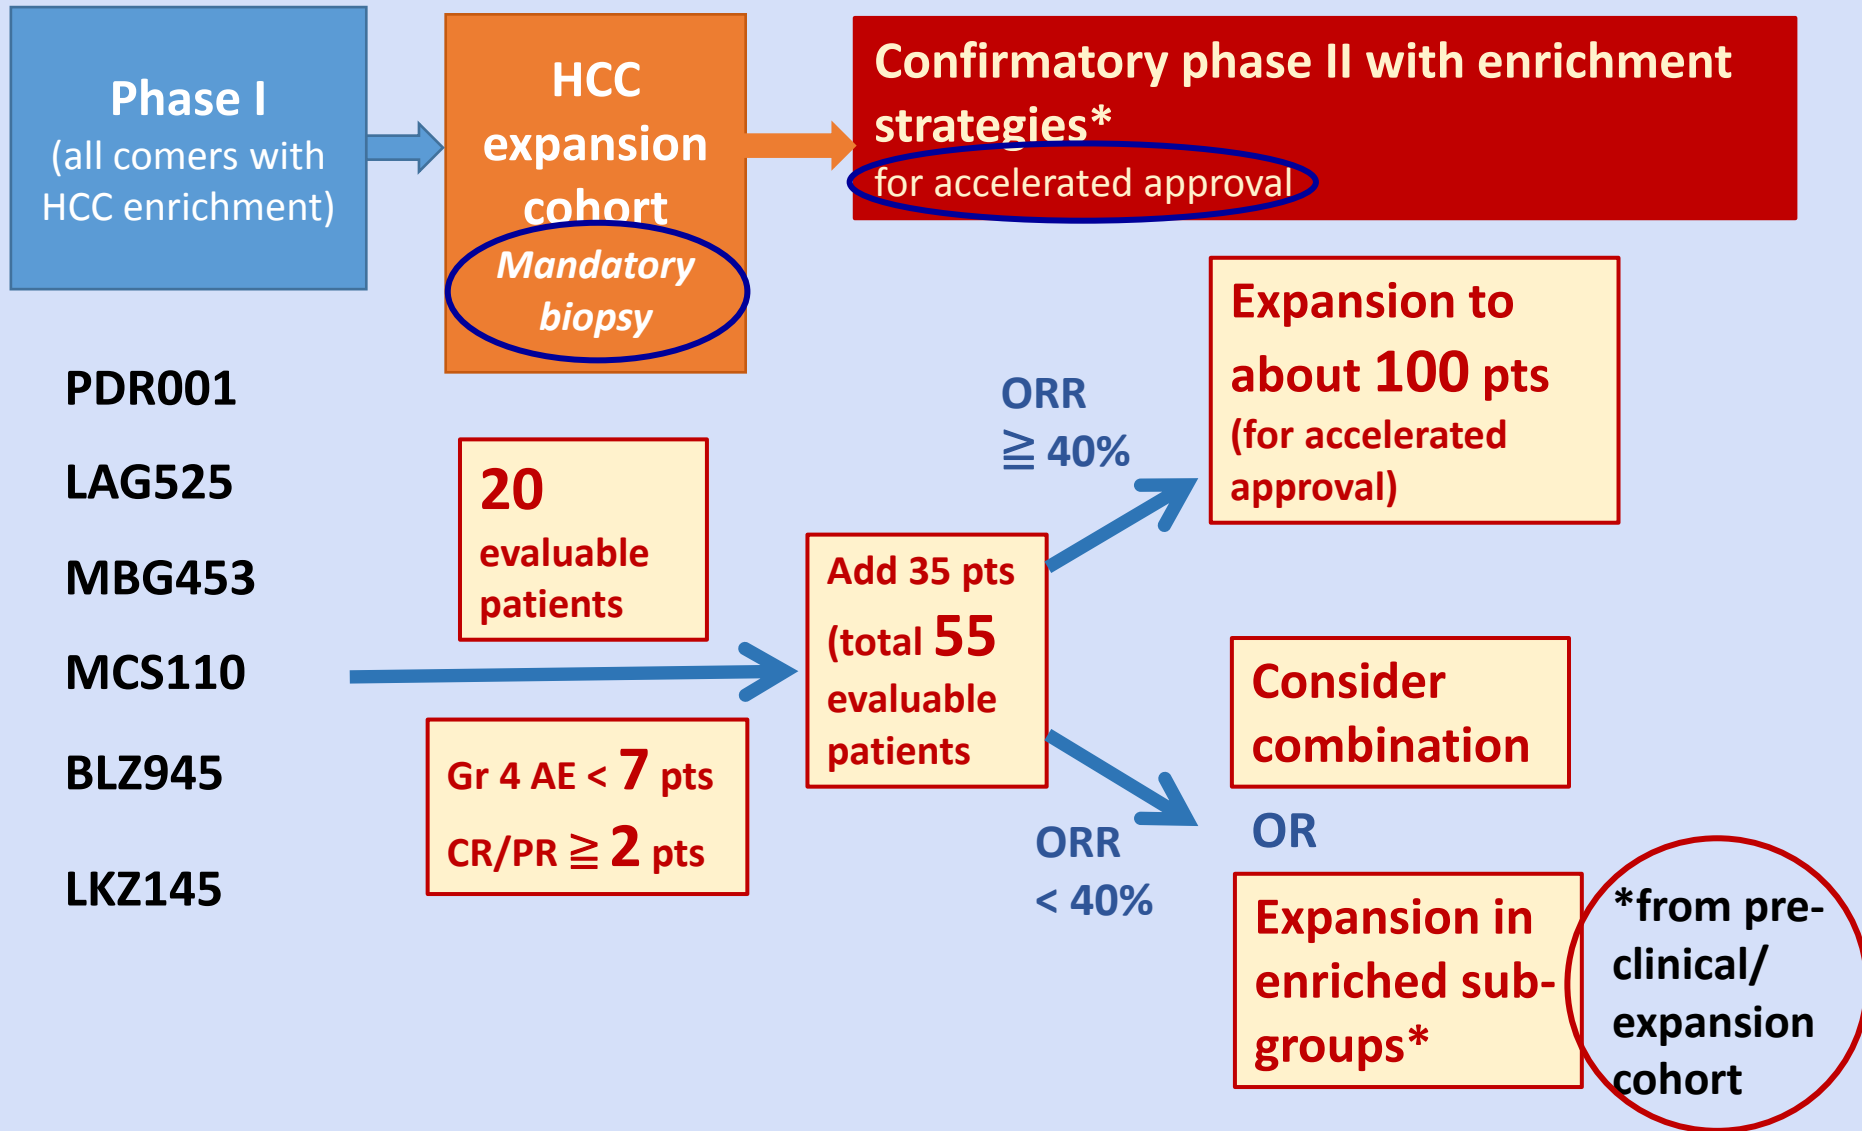 Phase I
(all comers with
HCC enrichment)
HCC
expansion
cohort
Mandatory
biopsy
Confirmatory phase II with enrichment
strategies*
for accelerated approval
PDR001
LAG525
MBG453
MCS110
BLZ945
LKZ145
20
evaluable
patients
Gr 4 AE < 7 pts
CR/PR ≧ 2 pts
Add 35 pts
(total 55
evaluable
patients
ORR
≧ 40%
Expansion to
about 100 pts
(for accelerated
approval)
ORR
< 40%
Consider
combination
OR
Expansion in
enriched sub-
groups*
*from pre-
clinical/
expansion
cohort